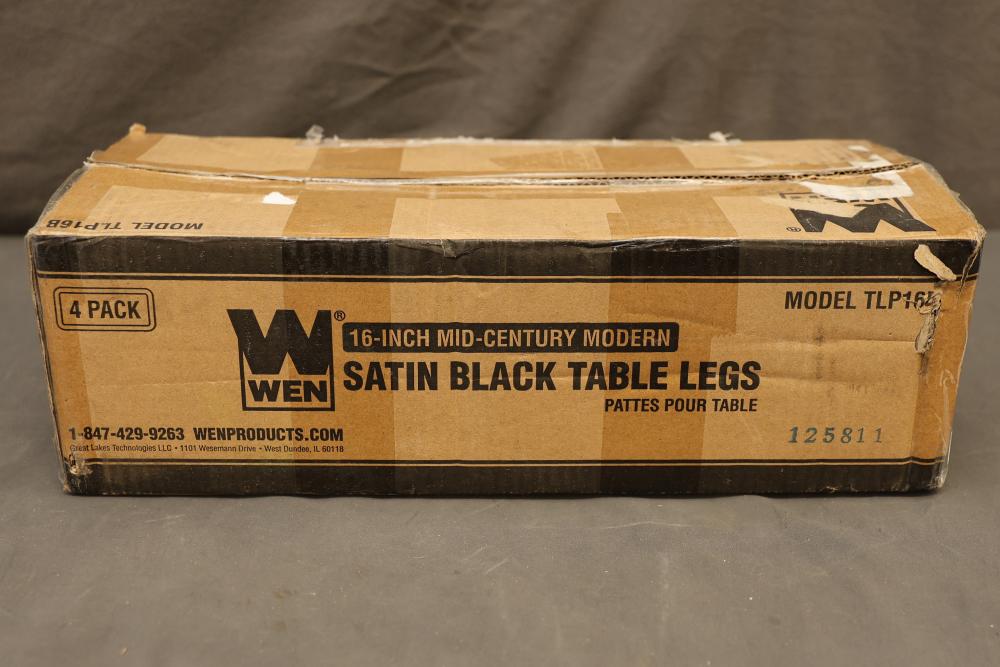 MODEL TLP16B
4 PACK
MODEL TLP16B
W®
WEN
16-INCH MID-CENTURY MODERN
SATIN BLACK TABLE LEGS
PATTES POUR TABLE
1-847-429-9263 WENPRODUCTS.COM
Great Lakes Technologies LLC • 1101 Wesemann Drive • West Dundee, IL 60118
125811